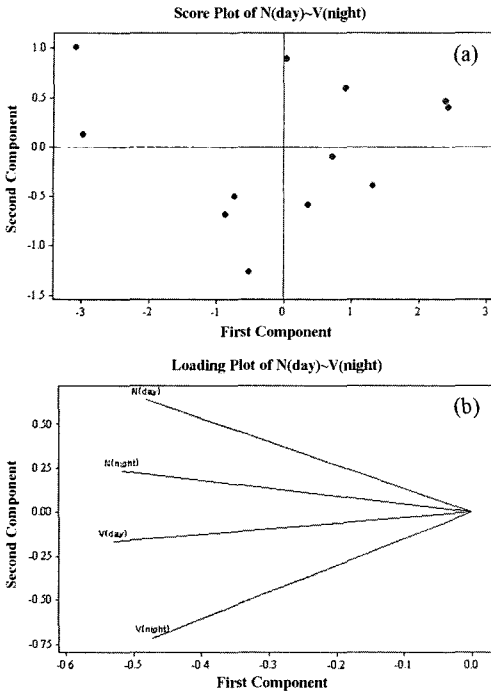 Score Plot of N(day)~V(night)
(a)
1.0
0.5
0.0
-0.5
-1.0
-1.5
Second Component
-3 -2 -1 0 1 2 3
First Component
Loading Plot of N(day)~V(night)
(b)
N(day)
0.50
N(night)
0.25
0.00
V(day)
-0.25
-0.50
V(night)
-0.75
Second Component
-0.6 -0.5 -0.4 -0.3 -0.2 -0.1 0.0
First Component